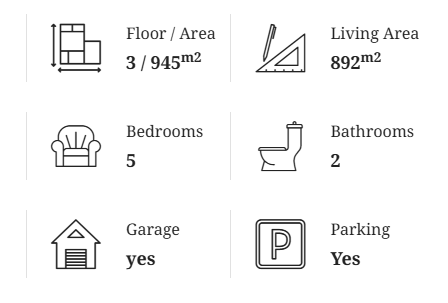 Floor / Area
3 / 945m2
Living Area
892m2
Bedrooms
5
Bathrooms
2
Garage
yes
P
Parking
Yes